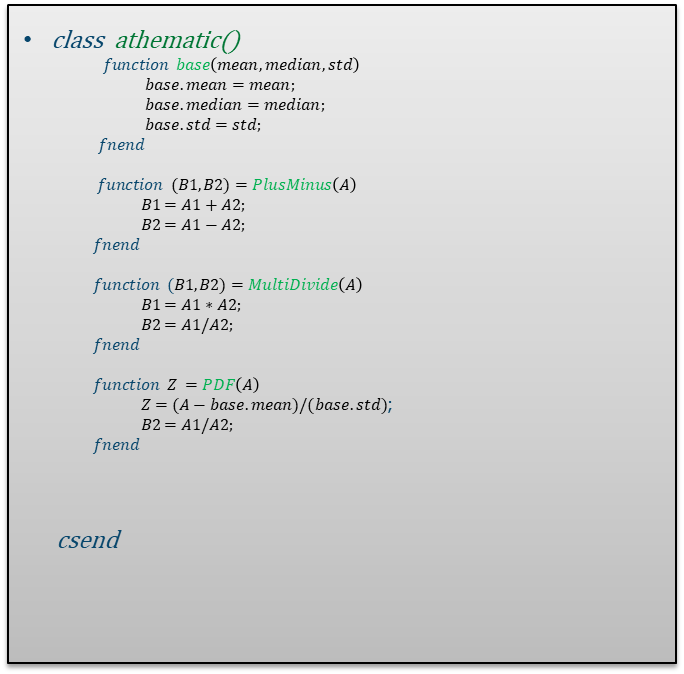 • class athematic()
function base(mean, median, std)
base.mean = mean;
base.median = median;
base.std = std;
fnend
function (B1, B2) = PlusMinus(A)
B1 = A1 + A2;
B2 = A1 − A2;
fnend
function (B1, B2) = MultiDivide(A)
B1 = A1 * A2;
B2 = A1/A2;
fnend
function Z = PDF(A)
Z = (A − base.mean)/(base.std);
B2 = A1/A2;
fnend
csend